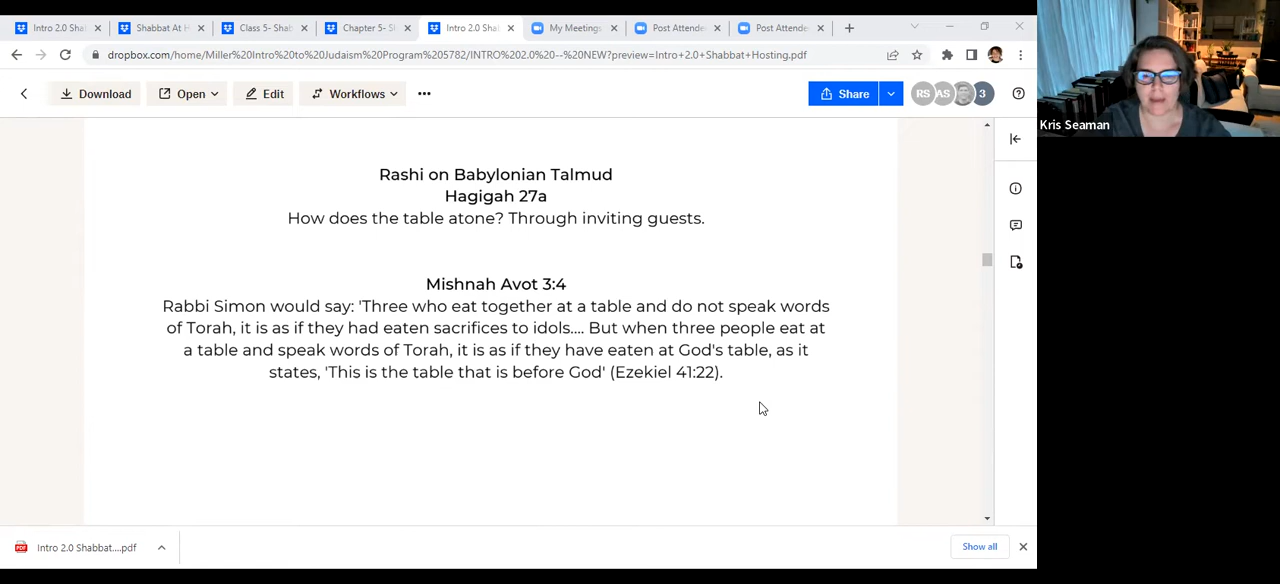 Intro 2.0 Sha
Shabbat At H
Class 5- Shab
Chapter 5- S
Intro 2.0 Shab
My Meetings
Post Attende
Post Attende
dropbox.com/home/Miller%20Intro%20to%20Judaism%20Program%205782/INTRO%202.0%20--%20NEW?preview=Intro+2.0+Shabbat+Hosting.pdf
Download
Open
Edit
Workflows
Share
RS
AS
3
Kris Seaman
Rashi on Babylonian Talmud
Hagigah 27a
How does the table atone? Through inviting guests.
Mishnah Avot 3:4
Rabbi Simon would say: 'Three who eat together at a table and do not speak words
of Torah, it is as if they had eaten sacrifices to idols.... But when three people eat at
a table and speak words of Torah, it is as if they have eaten at God's table, as it
states, 'This is the table that is before God' (Ezekiel 41:22).
Intro 2.0 Shabbat....pdf
Show all